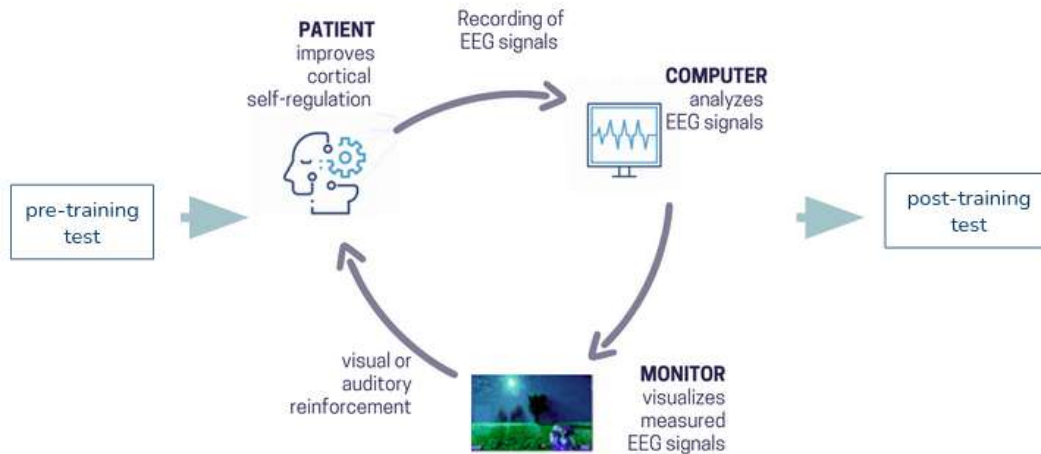 PATIENT
improves
cortical
self-regulation
Recording of
EEG signals
COMPUTER
analyzes
EEG signals
pre-training
test
post-training
test
visual or
auditory
reinforcement
MONITOR
visualizes
measured
EEG signals